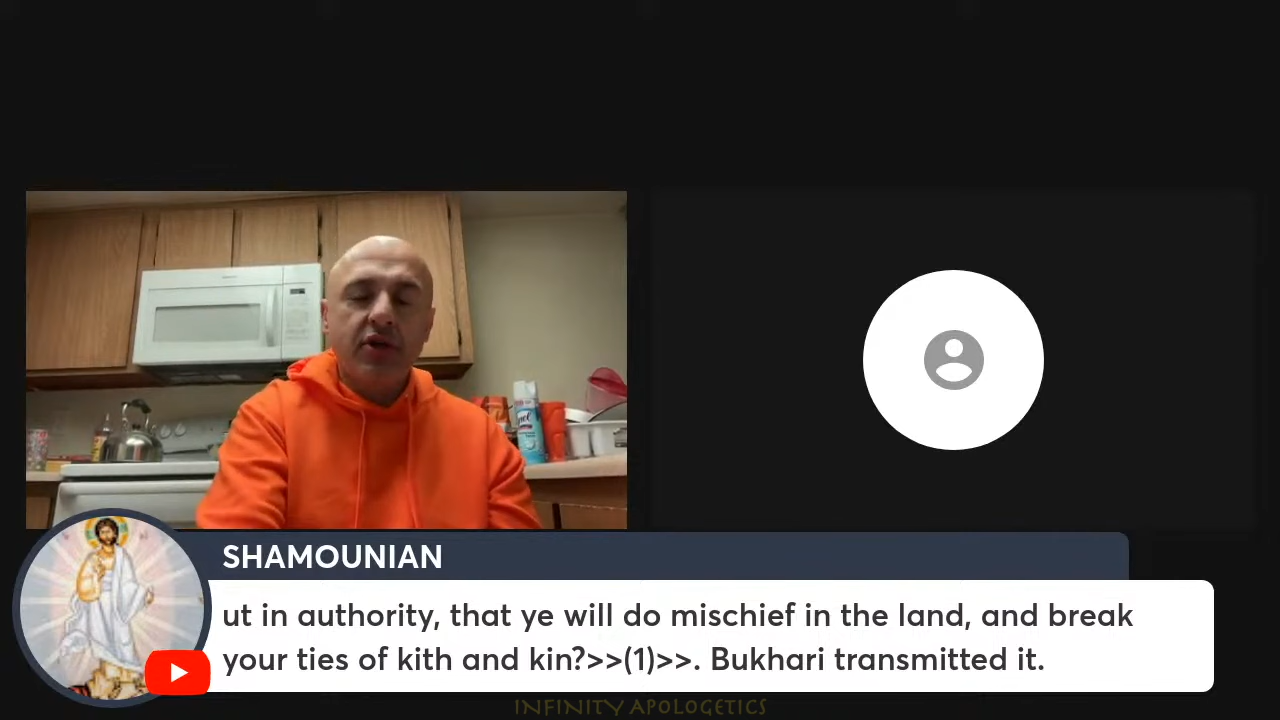 SHAMOUNIAN
ut in authority, that ye will do mischief in the land, and break
your ties of kith and kin?>>(1)>>. Bukhari transmitted it.
INFINITY APOLOGETICS